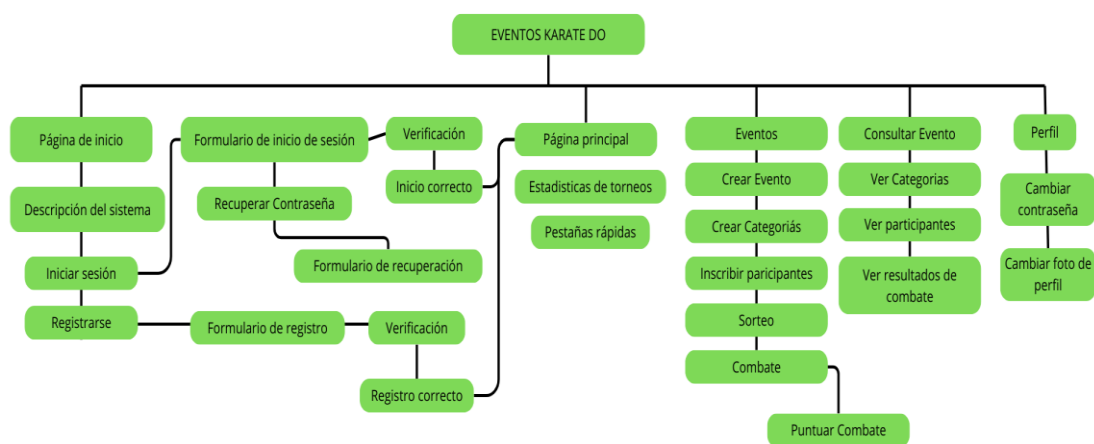 EVENTOS KARATE DO
Página de inicio
Descripción del sistema
Iniciar sesión
Registrarse
Formulario de inicio de sesión
Recuperar Contraseña
Formulario de recuperación
Formulario de registro
Verificación
Inicio correcto
Verificación
Registro correcto
Página principal
Estadisticas de torneos
Pestañas rápidas
Eventos
Crear Evento
Crear Categoriás
Inscribir paricipantes
Sorteo
Combate
Puntuar Combate
Consultar Evento
Ver Categorias
Ver participantes
Ver resultados de
combate
Perfil
Cambiar
contraseña
Cambiar foto de
perfil